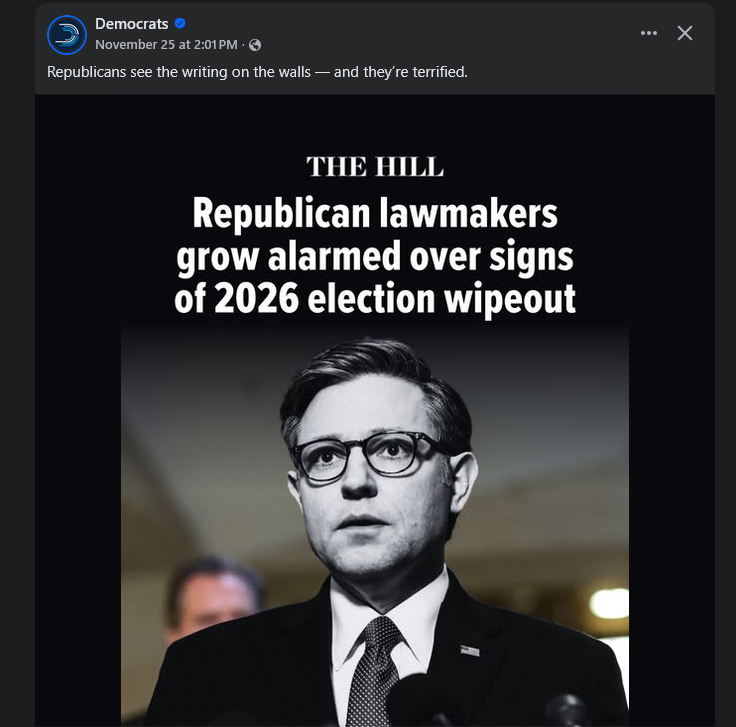 Democrats
November 25 at 2:01 PM ·
Republicans see the writing on the walls — and they're terrified.
THE HILL
Republican lawmakers
grow alarmed over signs
of 2026 election wipeout